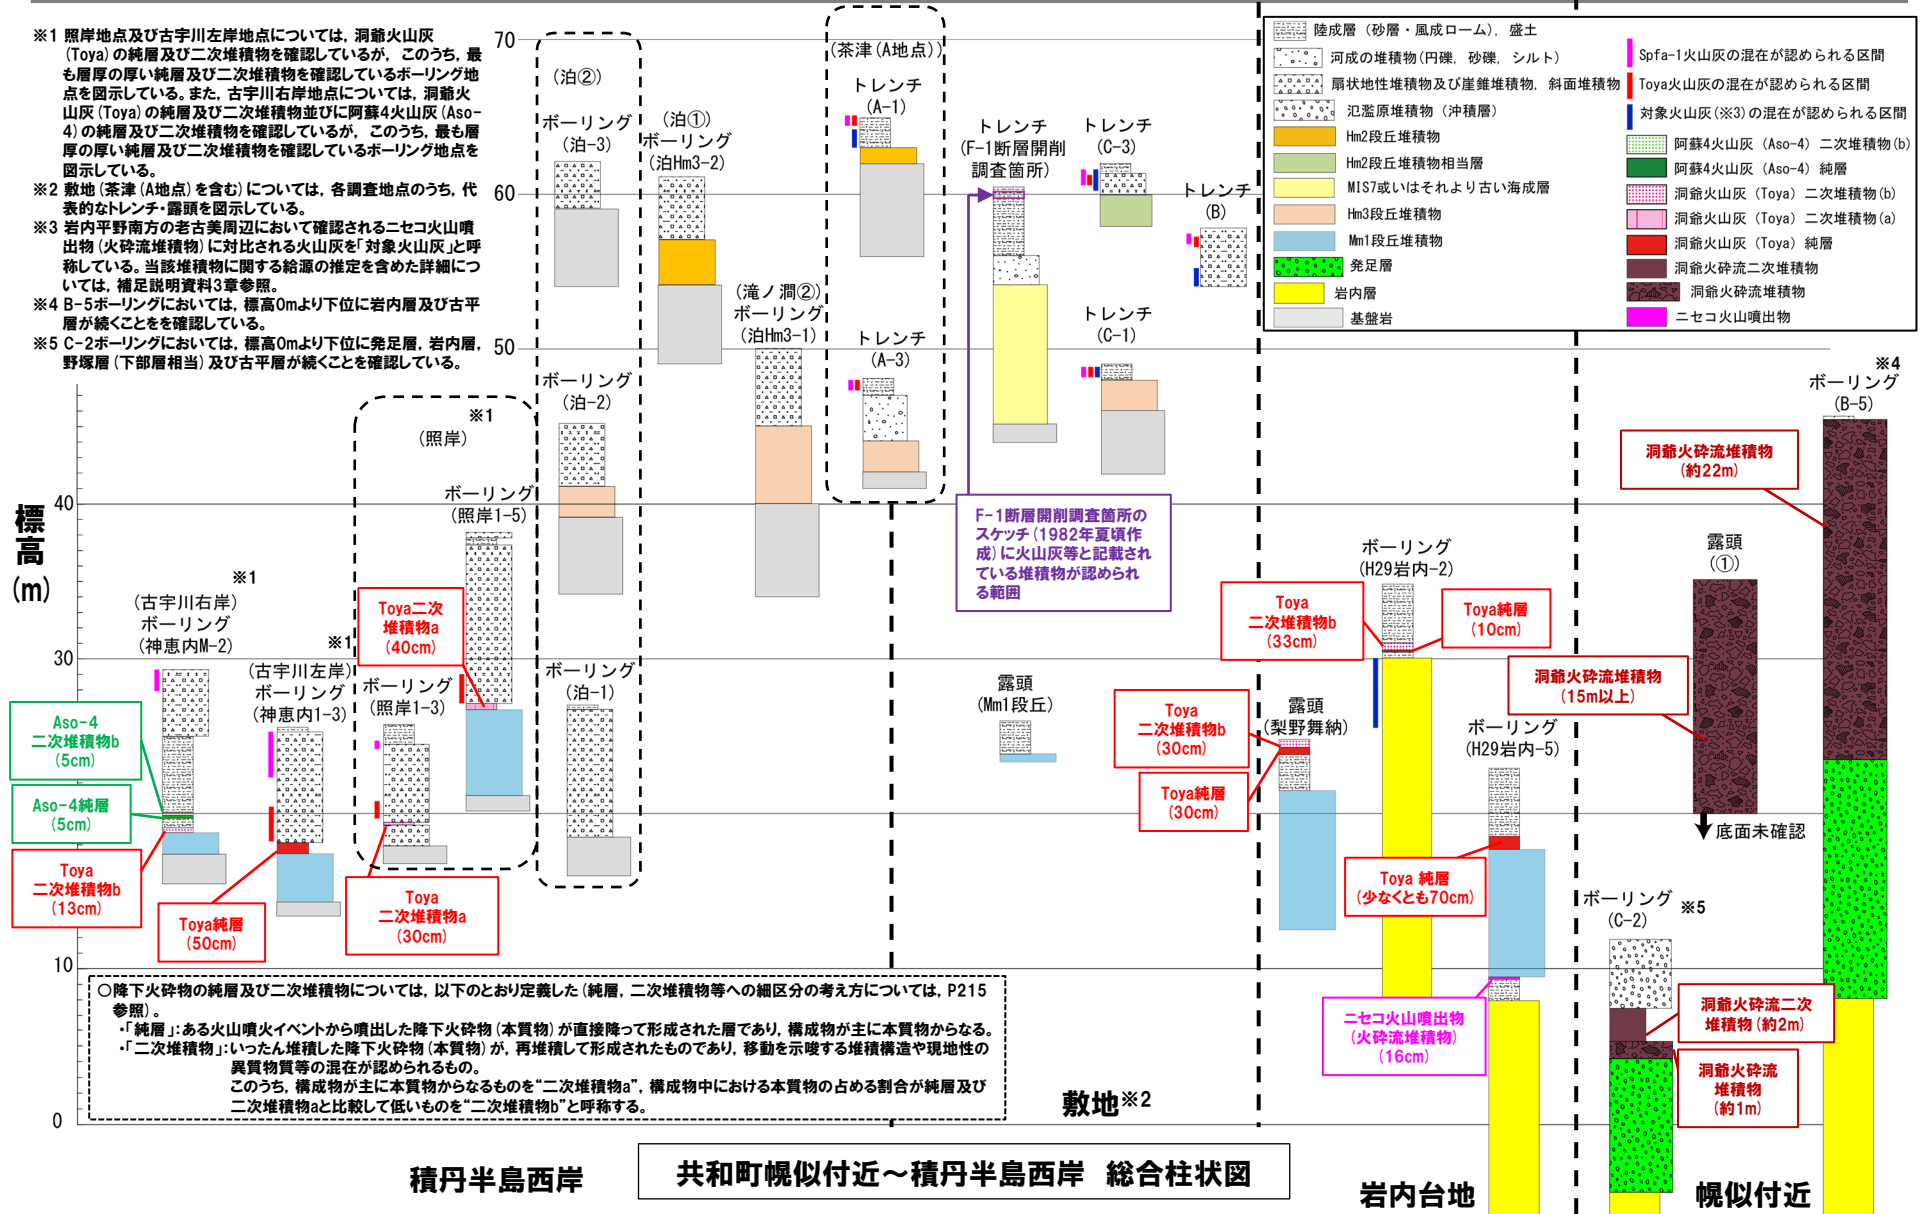 ※1 照岸地点及び古宇川左岸地点については，洞爺火山灰
(Toya)の純層及び二次堆積物を確認しているが，このうち，最
も層厚の厚い純層及び二次堆積物を確認しているボーリング地
点を図示している。また，古宇川右岸地点については，洞爺火
山灰(Toya)の純層及び二次堆積物並びに阿蘇4火山灰(Aso-
4)の純層及び二次堆積物を確認しているが，このうち，最も層
厚の厚い純層及び二次堆積物を確認しているボーリング地点を
図示している。
※2 敷地（茶津（A地点）を含む）については，各調査地点のうち，代
表的なトレンチ・露頭を図示している。
※3 岩内平野南方の老古美周辺において確認されるニセコ火山噴
出物（火砕流堆積物）に対比される火山灰を「対象火山灰」と呼
称している。当該堆積物に関する給源の推定を含めた詳細につ
いては，補足説明資料3章参照。
※4 B-5ボーリングにおいては，標高0mより下位に岩内層及び古平
層が続くことをを確認している。
※5 C-2ボーリングにおいては，標高0mより下位に発足層，岩内層，
野塚層（下部層相当）及び古平層が続くことを確認している。
標高
(m)
70
60
50
40
30
10
0
陸成層（砂層・風成ローム），盛土
河成の堆積物(円礫，砂礫，シルト)
扇状地性堆積物及び崖錐堆積物，斜面堆積物
氾濫原堆積物（沖積層）
Hm2段丘堆積物
Hm2段丘堆積物相当層
MIS7或いはそれより古い海成層
Hm3段丘堆積物
Mm1段丘堆積物
発足層
岩内層
基盤岩
Spfa-1火山灰の混在が認められる区間
Toya火山灰の混在が認められる区間
対象火山灰(※3)の混在が認められる区間
阿蘇4火山灰（Aso-4）二次堆積物(b)
阿蘇4火山灰（Aso-4）純層
洞爺火山灰（Toya）二次堆積物(b)
洞爺火山灰（Toya）二次堆積物(a)
洞爺火山灰（Toya）純層
洞爺火砕流二次堆積物
洞爺火砕流堆積物
ニセコ火山噴出物
※1
(古宇川右岸)
ボーリング
(神恵内M-2)
※1
(古宇川左岸)
ボーリング
(神恵内1-3)
※1
(照岸)
ボーリング
(照岸1-5)
ボーリング
(照岸1-3)
(泊②)
ボーリング
(泊-3)
ボーリング
(泊-2)
ボーリング
(泊-1)
(泊①)
ボーリング
(泊Hm3-2)
(滝ノ澗②)
ボーリング
(泊Hm3-1)
(茶津(A地点))
トレンチ
(A-1)
トレンチ
(A-3)
トレンチ
(F-1断層開削
調査箇所)
トレンチ
(C-3)
トレンチ
(B)
トレンチ
(C-1)
露頭
(Mm1段丘)
露頭
(梨野舞納)
ボーリング
(H29岩内-2)
ボーリング
(H29岩内-5)
露頭
(①)
底面未確認
※4
ボーリング
(B-5)
ボーリング
(C-2)
※5
Aso-4
二次堆積物b
(5cm)
Aso-4純層
(5cm)
Toya
二次堆積物b
(13cm)
Toya純層
(50cm)
Toya二次
堆積物a
(40cm)
Toya
二次堆積物a
(30cm)
F-1断層開削調査箇所の
スケッチ(1982年夏頃作
成)に火山灰等と記載され
ている堆積物が認められ
る範囲
Toya
二次堆積物b
(33cm)
Toya純層
(10cm)
Toya
二次堆積物b
(30cm)
Toya純層
(30cm)
Toya 純層
(少なくとも70cm)
ニセコ火山噴出物
(火砕流堆積物)
(16cm)
洞爺火砕流堆積物
(約22m)
洞爺火砕流堆積物
(15m以上)
洞爺火砕流二次
堆積物(約2m)
洞爺火砕流
堆積物
(約1m)
○降下火砕物の純層及び二次堆積物については，以下のとおり定義した（純層，二次堆積物等への細区分の考え方については，P215
参照）。
・「純層」：ある火山噴火イベントから噴出した降下火砕物（本質物）が直接降って形成された層であり，構成物が主に本質物からなる。
・「二次堆積物」：いったん堆積した降下火砕物（本質物）が，再堆積して形成されたものであり，移動を示唆する堆積構造や現地性の
異質物質等の混在が認められるもの。
このうち，構成物が主に本質物からなるものを“二次堆積物a”，構成物中における本質物の占める割合が純層及び
二次堆積物aと比較して低いものを“二次堆積物b”と呼称する。
積丹半島西岸
敷地※2
岩内台地
幌似付近
共和町幌似付近～積丹半島西岸 総合柱状図